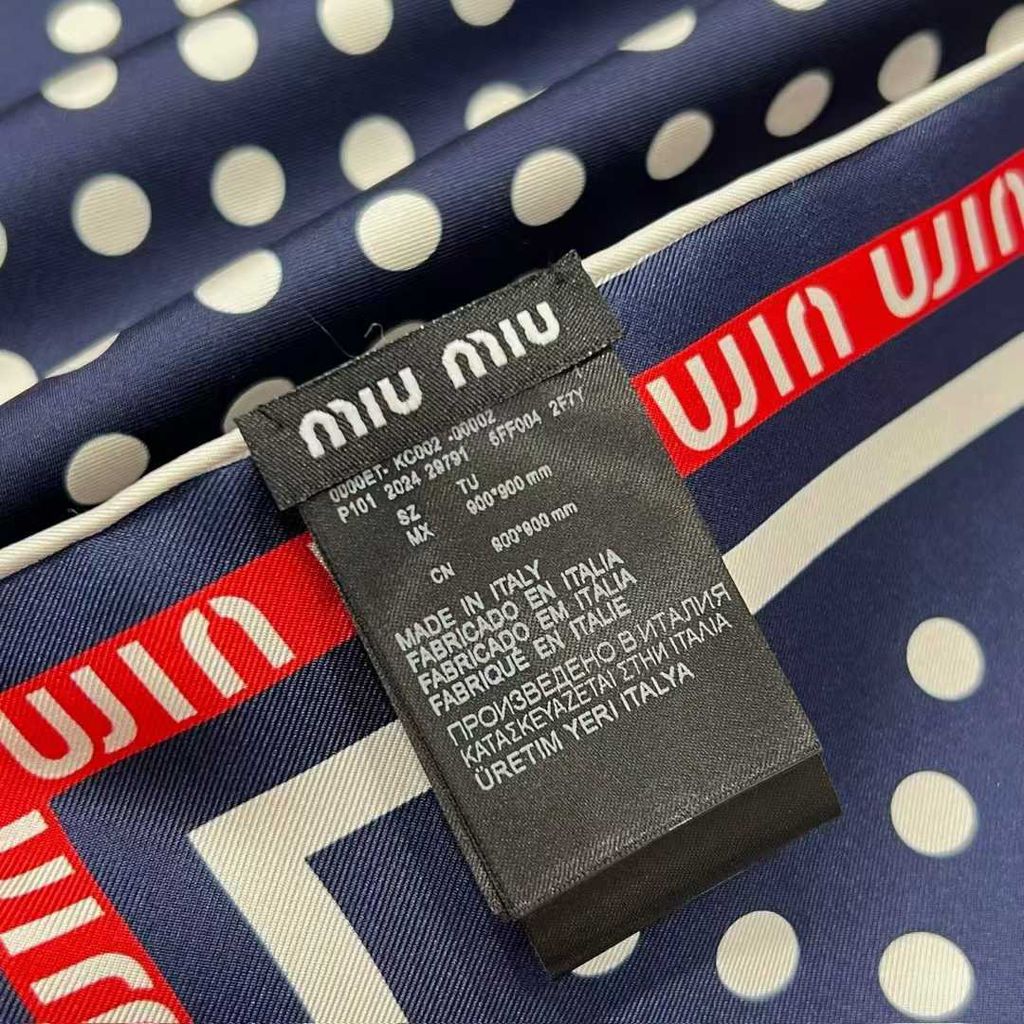 MIU MIU
0000ET- KC002 -00002
P101 2024 29791 5FF004 2F7Y
SZ TU
MX 900*900 mm
CN 900*900 mm
MADE IN ITALY
FABRICADO EN ITALIA
FABRICADO EM ITALIA
FABRIQUE EN ITALIE
ПРОИЗВЕДЕНО В ИТАЛИЯ
ΚΑΤΑΣΚΕΥΑΖΕΤΑΙ ΣΤΗΝ ΙΤΑΛΙΑ
ÜRETIM YERI ITALYA
MIU MIU
MIU
MIU